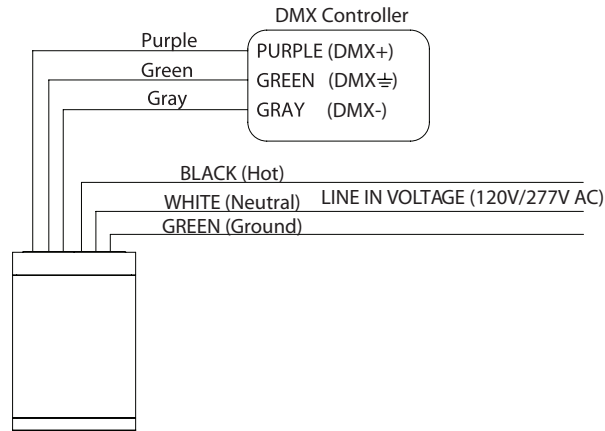 DMX Controller
Purple
PURPLE (DMX+)
Green
GREEN (DMX⏚)
Gray
GRAY (DMX-)
BLACK (Hot)
WHITE (Neutral)
LINE IN VOLTAGE (120V/277V AC)
GREEN (Ground)